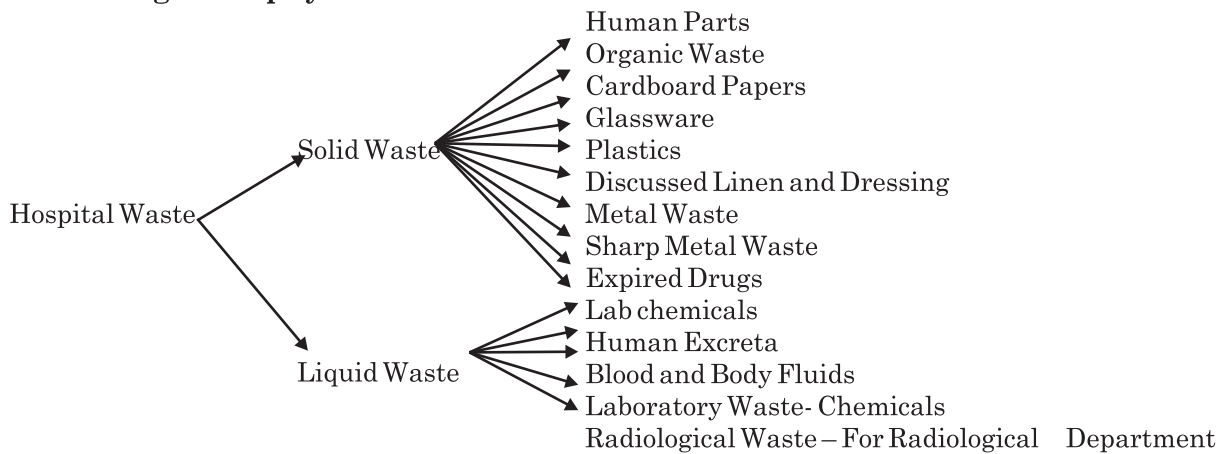 Human Parts
Organic Waste
Cardboard Papers
Glassware
Solid Waste
Plastics
Discussed Linen and Dressing
Hospital Waste
Metal Waste
Sharp Metal Waste
Expired Drugs
Lab chemicals
Human Excreta
Liquid Waste
Blood and Body Fluids
Laboratory Waste- Chemicals
Radiological Waste – For Radiological Department